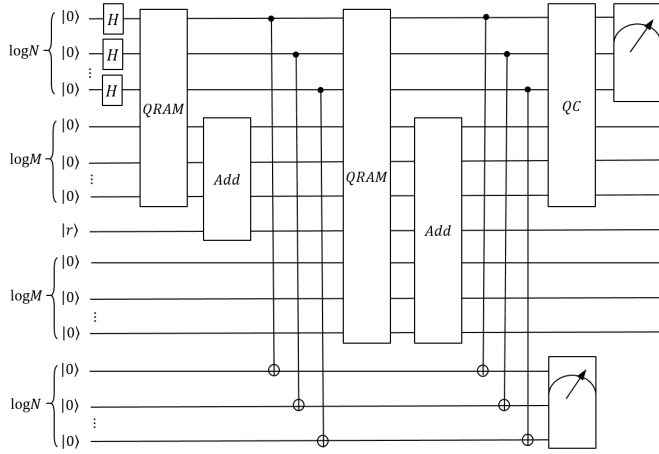 |0⟩ H
logN |0⟩ H
⋮
|0⟩ H
QRAM QRAM QC
|0⟩
logM |0⟩ Add
⋮
|0⟩
|r⟩ Add
|0⟩
logM |0⟩
⋮
|0⟩
|0⟩
logN |0⟩
⋮
|0⟩